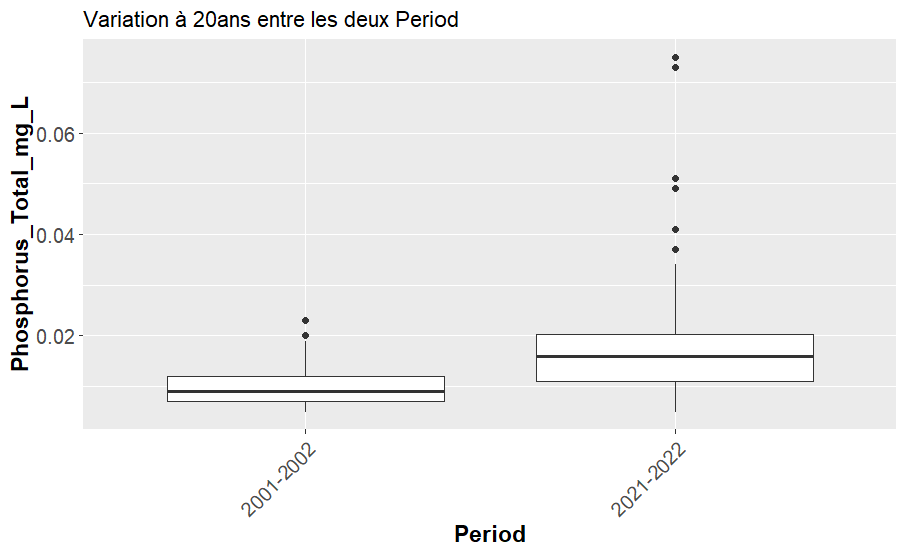 Variation à 20ans entre les deux Period
Phosphorus_Total_mg_L
0.06
0.04
0.02
2001-2002
2021-2022
Period